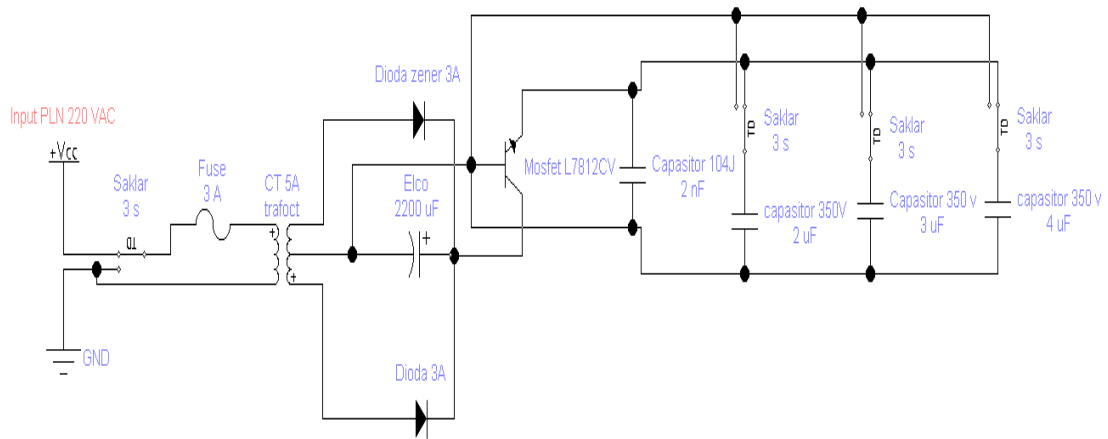 Input PLN 220 VAC
+Vcc
Saklar
3 s
TD
GND
Fuse
3 A
CT 5A
trafoct
+
+
Dioda zener 3A
Elco
2200 uF
+
Dioda 3A
Mosfet L7812CV
Capasitor 104J
2 nF
TD
Saklar
3 s
capasitor 350V
2 uF
TD
Saklar
3 s
Capasitor 350 v
3 uF
TD
Saklar
3 s
capasitor 350 v
4 uF